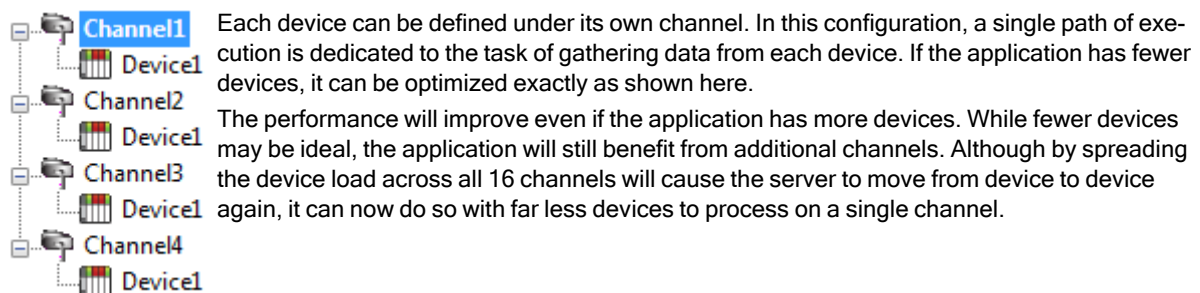 Channel1
Device1
Channel2
Device1
Channel3
Device1
Channel4
Device1
Each device can be defined under its own channel. In this configuration, a single path of exe-
cution is dedicated to the task of gathering data from each device. If the application has fewer
devices, it can be optimized exactly as shown here.
The performance will improve even if the application has more devices. While fewer devices
may be ideal, the application will still benefit from additional channels. Although by spreading
the device load across all 16 channels will cause the server to move from device to device
again, it can now do so with far less devices to process on a single channel.